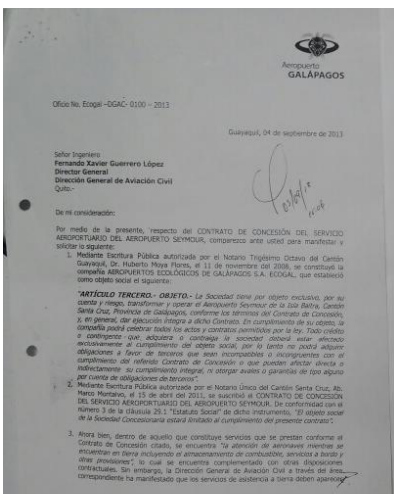 Aeropuerto
GALÁPAGOS
Oficio No. Ecogal –DGAC- 0100 – 2013
Guayaquil, 04 de septiembre de 2013
Señor Ingeniero
Fernando Xavier Guerrero López
Director General
Dirección General de Aviación Civil
Quito.-
De mi consideración:
Por medio de la presente, respecto del CONTRATO DE CONCESIÓN DEL SERVICIO
AEROPORTUARIO DEL AEROPUERTO SEYMOUR, comparezco ante usted para manifestar y
solicitar lo siguiente:
1. Mediante Escritura Pública autorizada por el Notario Trigésimo Octavo del Cantón
Guayaquil, Dr. Huberto Moya Flores, el 11 de noviembre del 2008, se constituyó la
compañía AEROPUERTOS ECOLÓGICOS DE GALAPAGOS S.A. ECOGAL, que estableció
como objeto social el siguiente:
"ARTÍCULO TERCERO.- OBJETO.- La Sociedad tiene por objeto exclusivo, por su
cuenta y riesgo, transformar y operar el Aeropuerto Seymour de la Isla Baltra, Cantón
Santa Cruz, Provincia de Galápagos, conforme los términos del Contrato de Concesión,
y, en general, dar ejecución íntegra a dicho Contrato. En cumplimiento de su objeto, la
compañía podrá celebrar todos los actos y contratos permitidos por la ley. Todo crédito
o contingente que adquiera o contraiga la sociedad deberá estar afectado
exclusivamente al cumplimiento del objeto social, por lo tanto no podrá adquirir
obligaciones a favor de terceros que sean incompatibles o incongruentes con el
cumplimiento del referido Contrato de Concesión o que puedan afectar directa o
indirectamente su cumplimiento integral, ni otorgar avales o garantías de tipo alguno
por cuenta de obligaciones de terceros".
2. Mediante Escritura Pública autorizada por el Notario Único del Cantón Santa Cruz, Ab.
Marco Montalvo, el 15 de abril del 2011, se suscribió el CONTRATO DE CONCESIÓN
DEL SERVICIO AEROPORTUARIO DEL AEROPUERTO SEYMOUR. De conformidad con el
número 3 de la cláusula 29.1 "Estatuto Social" de dicho instrumento, "El objeto social
de la Sociedad Concesionaria estará limitado al cumplimiento del presente contrato".
3. Ahora bien, dentro de aquello que constituye servicios que se presten conforme el
Contrato de Concesión citado, se encuentra "la atención de aeronaves mientras se
encuentran en tierra incluyendo el almacenamiento de combustible, servicios a bordo y
otras provisiones", lo cual se encuentra complementado con otras disposiciones
contractuales. Sin embargo, la Dirección General de Aviación Civil a través del área
correspondiente ha manifestado que los servicios de asistencia a tierra deben aparecer